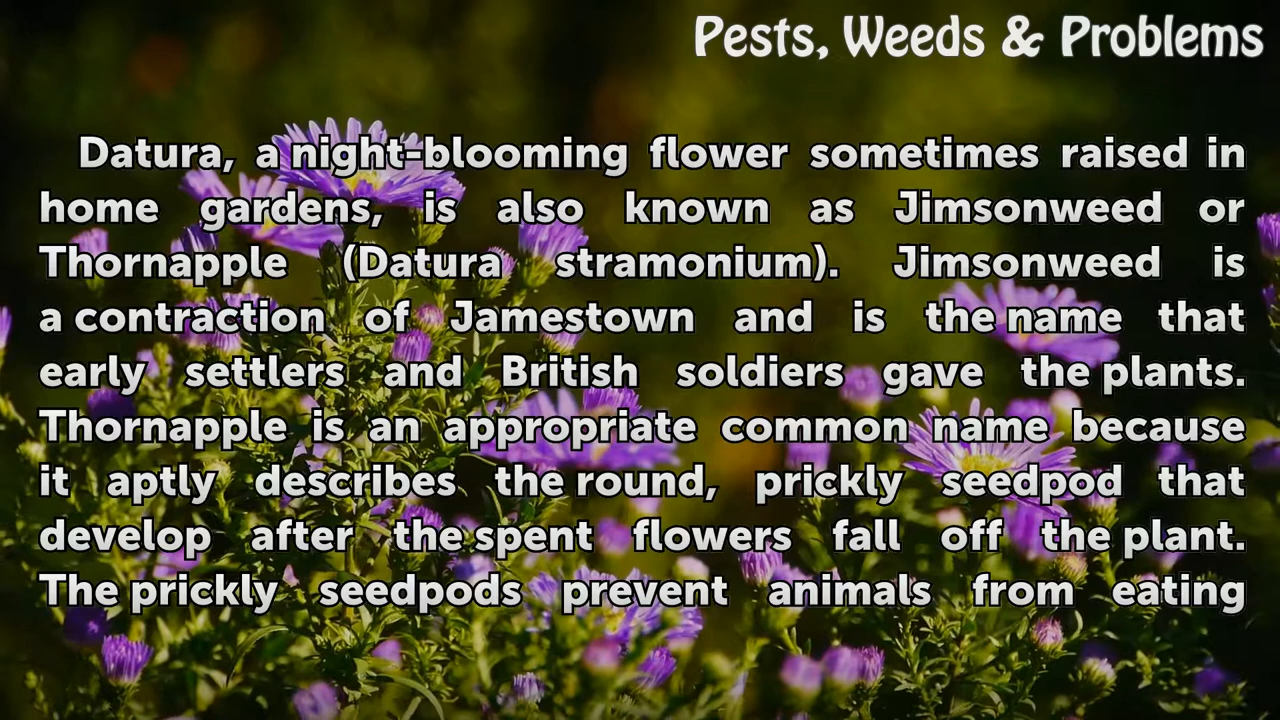 Pests, Weeds & Problems
Datura, a night-blooming flower sometimes raised in
home gardens, is also known as Jimsonweed or
Thornapple (Datura stramonium). Jimsonweed is
a contraction of Jamestown and is the name that
early settlers and British soldiers gave the plants.
Thornapple is an appropriate common name because
it aptly describes the round, prickly seedpod that
develop after the spent flowers fall off the plant.
The prickly seedpods prevent animals from eating